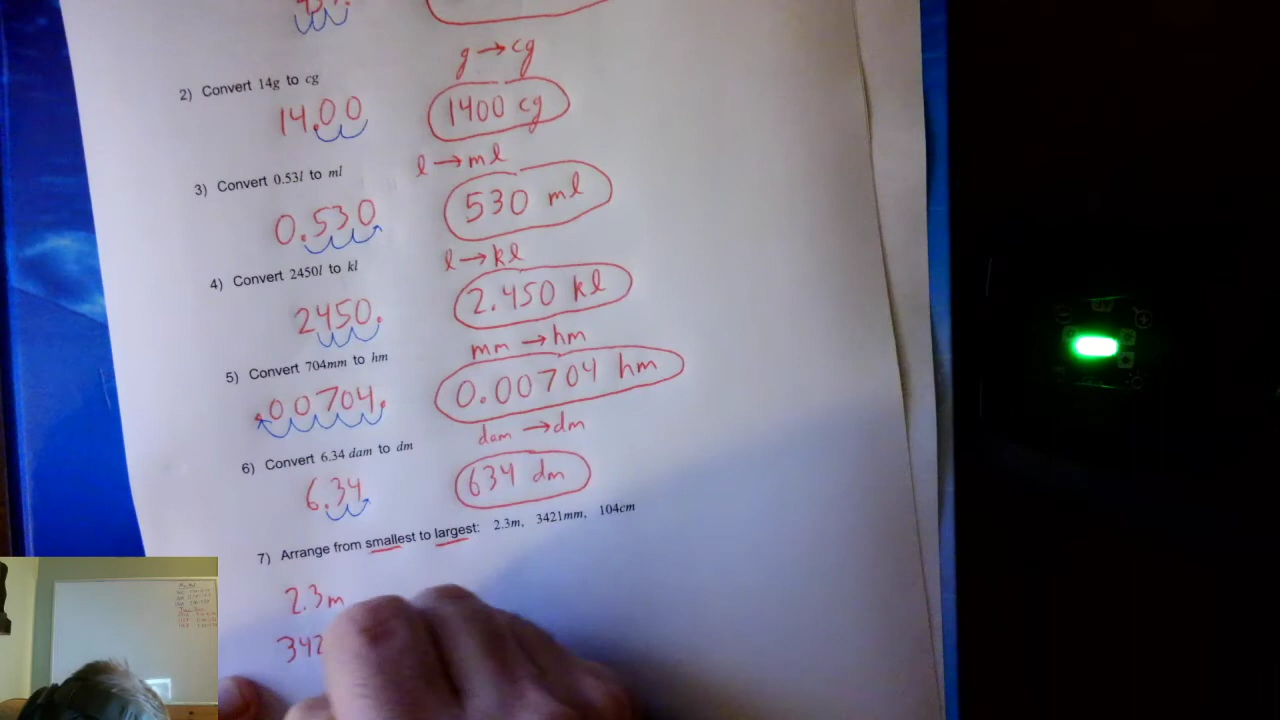 g → cg
2) Convert 14g to cg
14.00
1400 cg
l → ml
3) Convert 0.53l to ml
0.530
530 ml
l → kl
4) Convert 2450l to kl
2450.
2.450 kl
mm → hm
5) Convert 704mm to hm
.00704.
0.00704 hm
dam → dm
6) Convert 6.34 dam to dm
6.34
634 dm
7) Arrange from smallest to largest: 2.3m, 3421mm, 104cm
2.3m
342